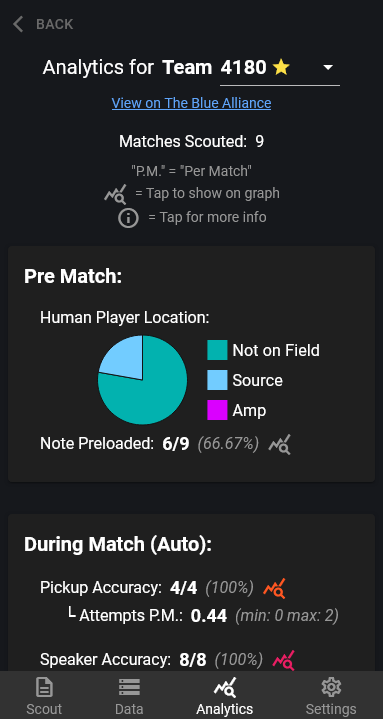 BACK
Analytics for Team 4180 ⭐
View on The Blue Alliance
Matches Scouted: 9
"P.M." = "Per Match"
= Tap to show on graph
= Tap for more info
Pre Match:
Human Player Location:
Not on Field
Source
Amp
Note Preloaded: 6/9 (66.67%)
During Match (Auto):
Pickup Accuracy: 4/4 (100%)
┗ Attempts P.M.: 0.44 (min: 0 max: 2)
Speaker Accuracy: 8/8 (100%)
Scout Data Analytics Settings